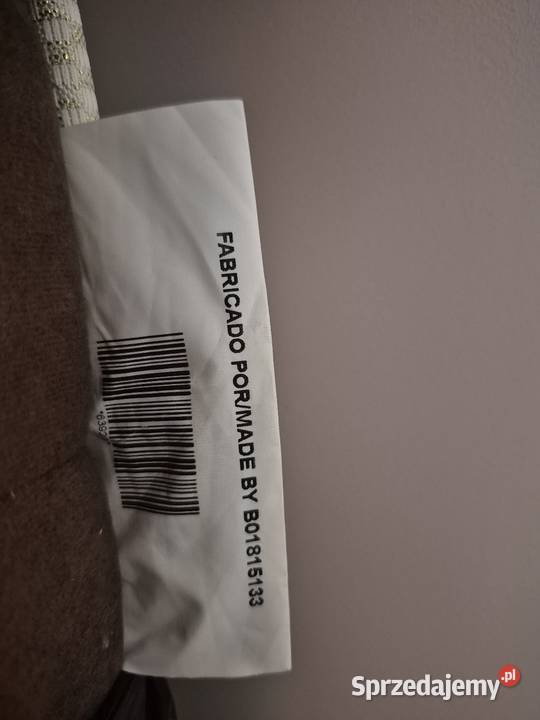 FABRICADO POR/MADE BY B01815133
Sprzedajemy.pl